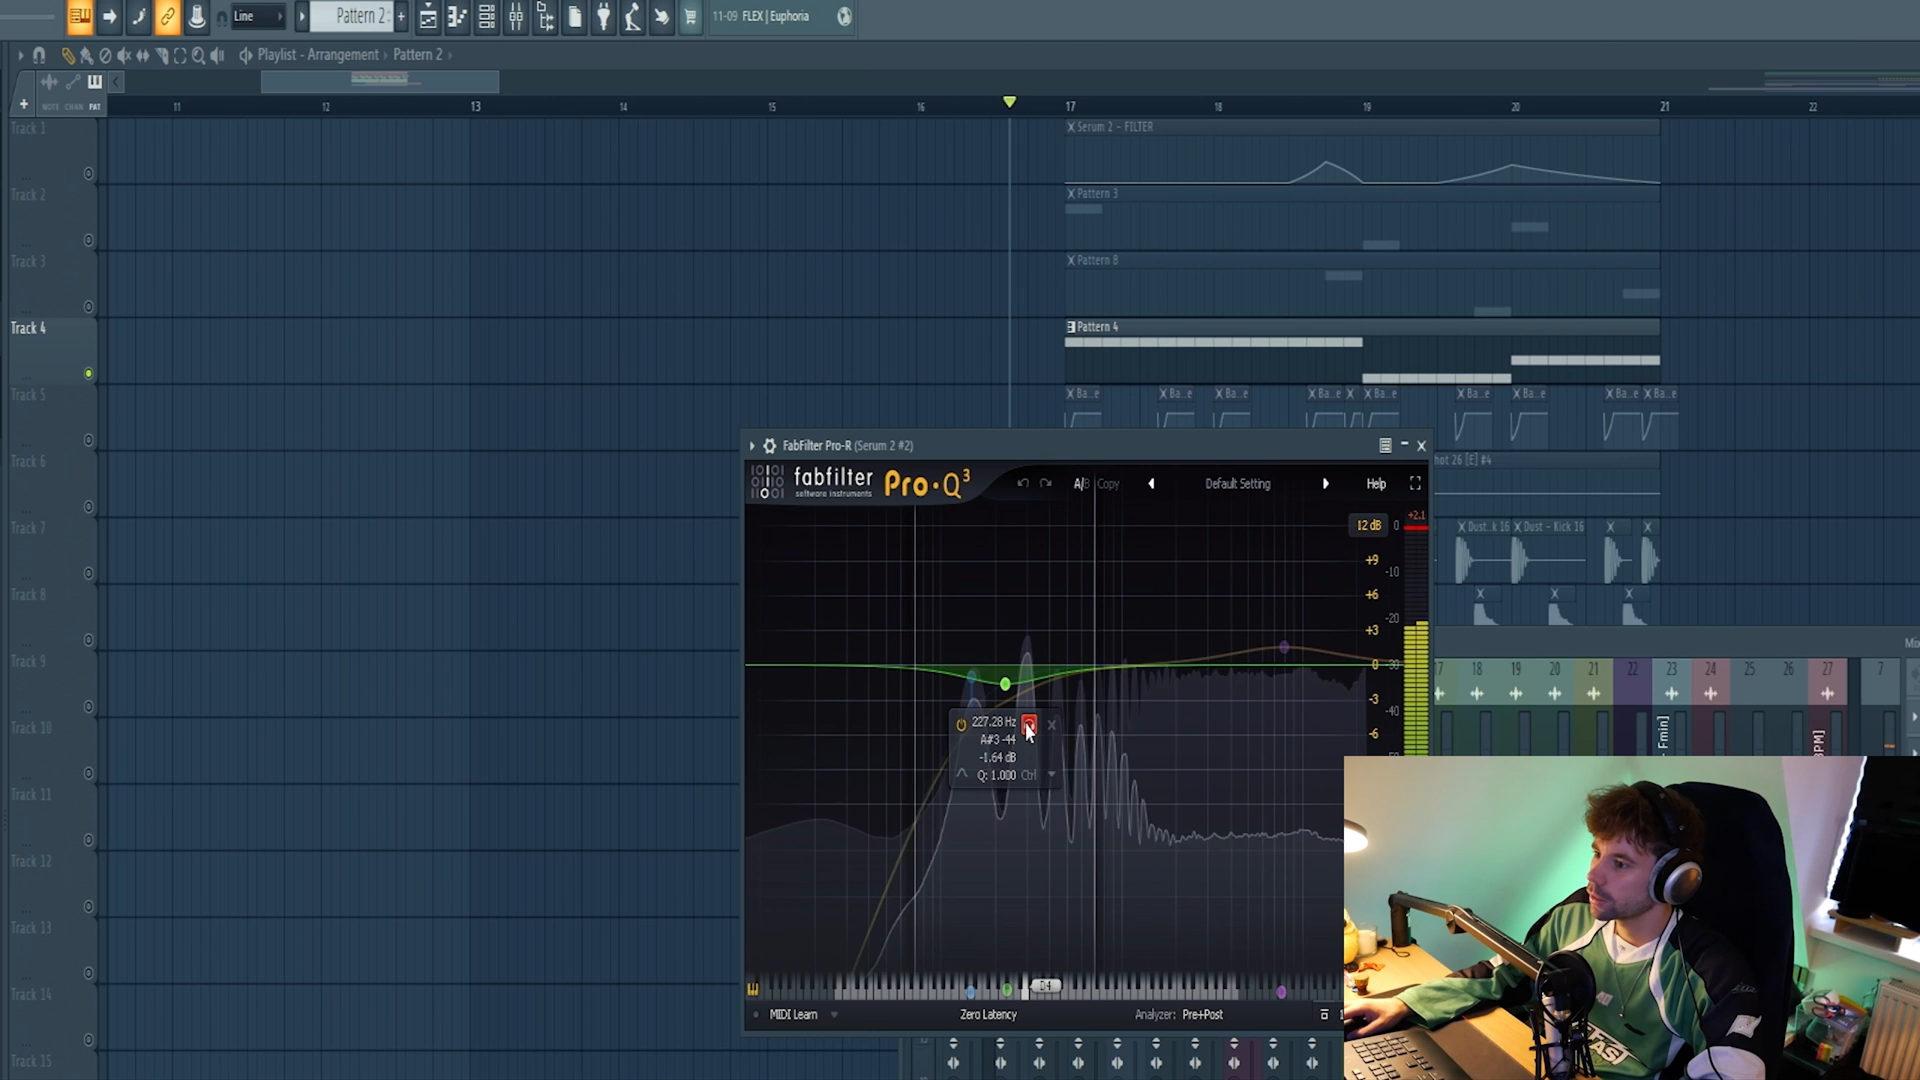 Line
Pattern 2
+
11-09 FLEX | Euphoria
Playlist - Arrangement › Pattern 2 ›
NOTE CHAN PAT
11 12 13 14 15 16 17 18 19 20 21 22
Track 1
Serum 2 - FILTER
Track 2
Pattern 3
Track 3
Pattern 8
Track 4
Pattern 4
Track 5
Ba…e Ba…e Ba…e Ba…e Ba…e Ba…e Ba…e Ba…e Ba…e
Track 6
hot 26 [E] #4
Track 7
Dust…k 16 Dust - Kick 16
Track 8
Track 9
Track 10
Track 11
Track 12
Track 13
Track 14
Track 15
FabFilter Pro-R (Serum 2 #2)
fabfilter
software instruments
Pro·Q3
A/B Copy
Default Setting
Help
12 dB 0 +2.1
+9
-10
+6
-20
+3
0 -30
-3
-40
-6
227.28 Hz
A#3 -44
-1.64 dB
Q: 1.000 Ctrl
D4
MIDI Learn
Zero Latency
Analyzer: Pre+Post
17 18 19 20 21 22 23 24 25 26 27 7
Fmin]
BPM]